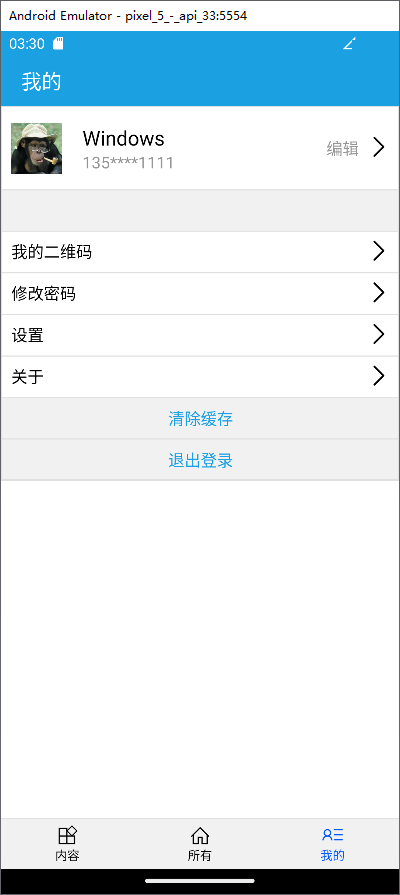 Android Emulator - pixel_5_-_api_33:5554
03:30
我的
Windows
135****1111
编辑
我的二维码
修改密码
设置
关于
清除缓存
退出登录
内容 所有 我的